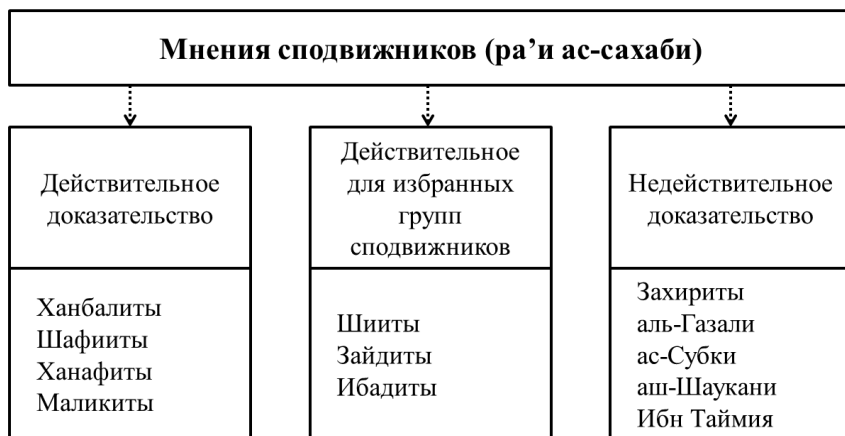 Мнения сподвижников (ра’и ас-сахаби)
Действительное
доказательство
Ханбалиты
Шафииты
Ханафиты
Маликиты
Действительное
для избранных
групп
сподвижников
Шииты
Зайдиты
Ибадиты
Недействительное
доказательство
Захириты
аль-Газали
ас-Субки
аш-Шаукани
Ибн Таймия